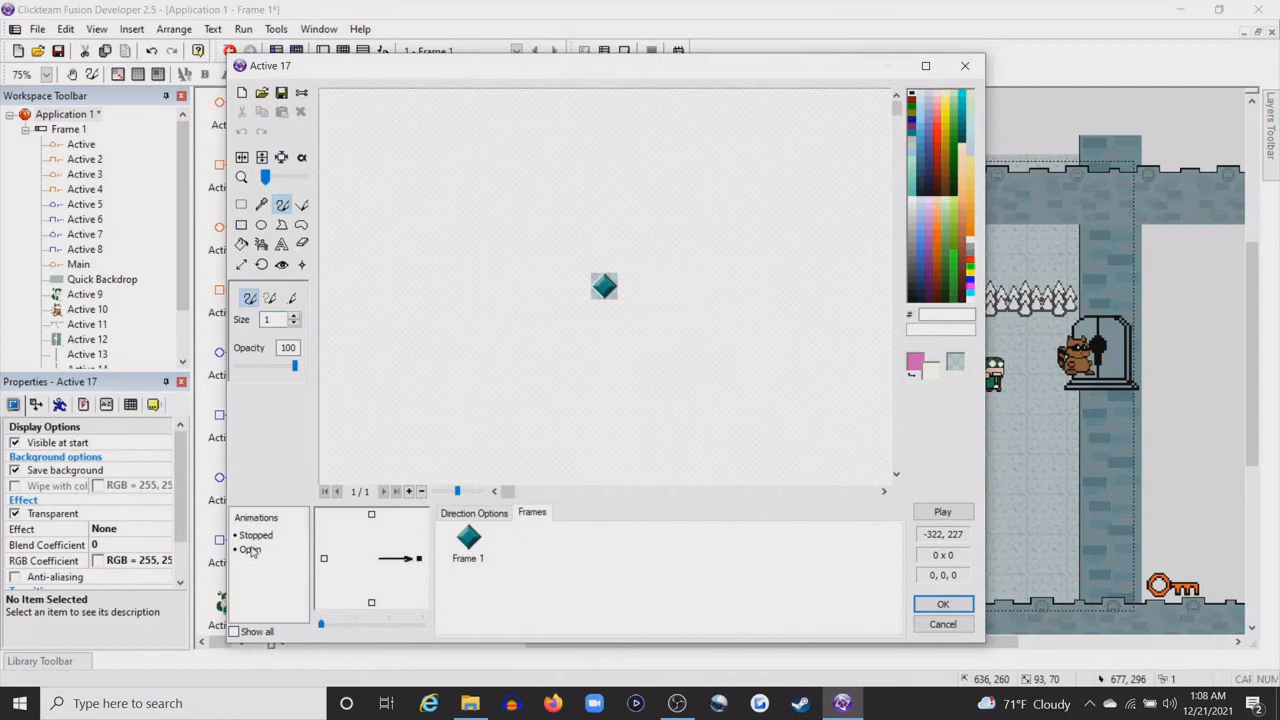 Clickteam Fusion Developer 2.5 - [Application 1 - Frame 1*]
File Edit View Insert Arrange Text Run Tools Window Help
1 - Frame 1
75%
Workspace Toolbar
Application 1 *
Frame 1
Active
Active 2
Active 3
Active 4
Active 5
Active 6
Active 7
Active 8
Main
Quick Backdrop
Active 9
Active 10
Active 11
Active 12
Active 13
Properties - Active 17
Display Options
Visible at start
Background options
Save background
Wipe with col RGB = 255, 25
Effect
Transparent
Effect None
Blend Coefficient 0
RGB Coefficient RGB = 255, 25
Anti-aliasing
No Item Selected
Select an item to see its description
Library Toolbar
Active 17
Size 1
Opacity 100
#
1 / 1
Animations
• Stopped
• Open
Show all
Direction Options Frames
Frame 1
Play
-322, 227
0 x 0
0, 0, 0
OK
Cancel
Layers Toolbar
636, 260 93, 70 677, 296 1 CAP NUM
Type here to search
71°F Cloudy
1:08 AM
12/21/2021
2